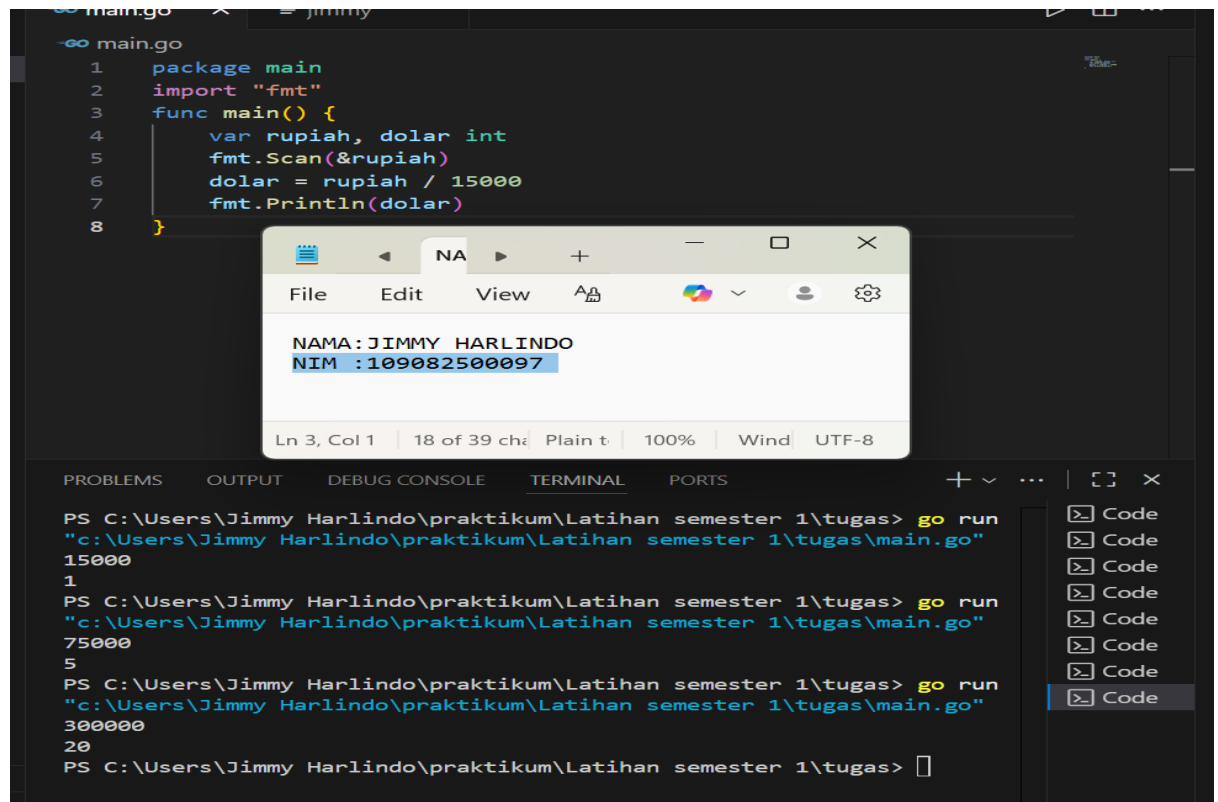 main.go
jimmy
main.go
1 package main
2 import "fmt"
3 func main() {
4 var rupiah, dolar int
5 fmt.Scan(&rupiah)
6 dolar = rupiah / 15000
7 fmt.Println(dolar)
8 }
NA
File Edit View
NAMA:JIMMY HARLINDO
NIM :109082500097
Ln 3, Col 1 18 of 39 cha Plain t 100% Wind UTF-8
PROBLEMS OUTPUT DEBUG CONSOLE TERMINAL PORTS
PS C:\Users\Jimmy Harlindo\praktikum\Latihan semester 1\tugas> go run
"c:\Users\Jimmy Harlindo\praktikum\Latihan semester 1\tugas\main.go"
15000
1
PS C:\Users\Jimmy Harlindo\praktikum\Latihan semester 1\tugas> go run
"c:\Users\Jimmy Harlindo\praktikum\Latihan semester 1\tugas\main.go"
75000
5
PS C:\Users\Jimmy Harlindo\praktikum\Latihan semester 1\tugas> go run
"c:\Users\Jimmy Harlindo\praktikum\Latihan semester 1\tugas\main.go"
300000
20
PS C:\Users\Jimmy Harlindo\praktikum\Latihan semester 1\tugas>
Code
Code
Code
Code
Code
Code
Code
Code